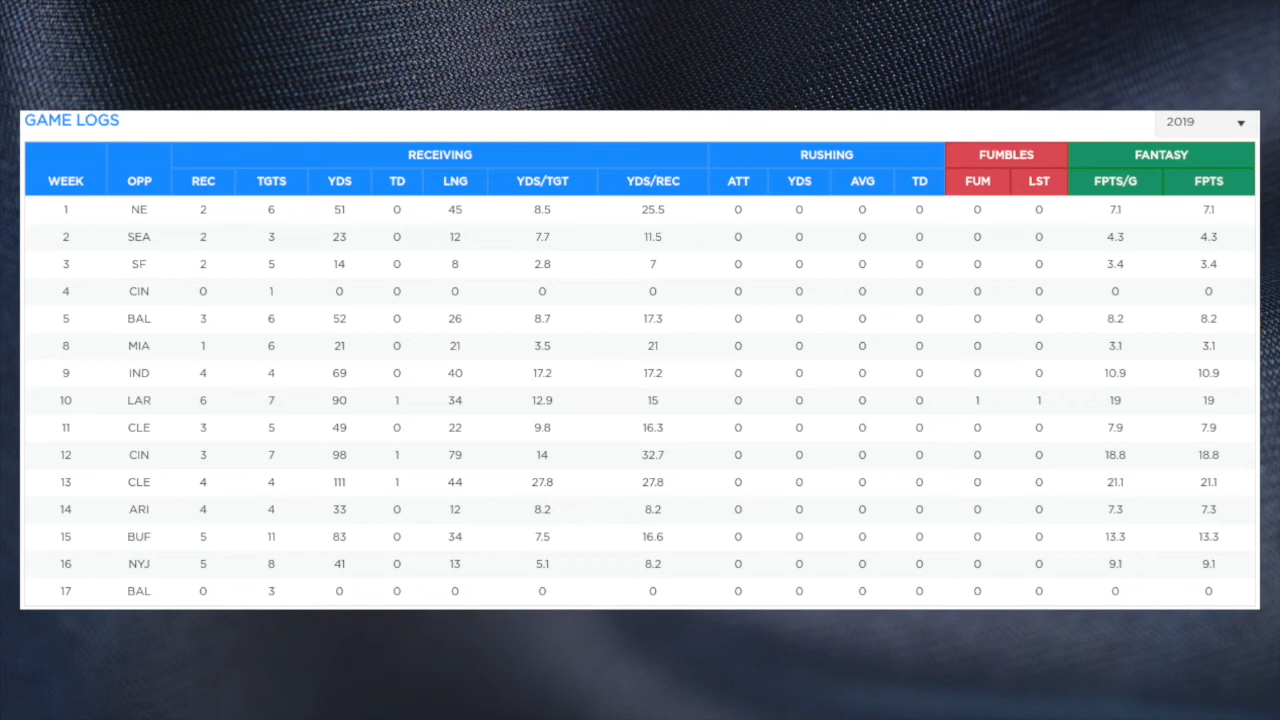 GAME LOGS
2019
RECEIVING RUSHING FUMBLES FANTASY
WEEK OPP REC TGTS YDS TD LNG YDS/TGT YDS/REC ATT YDS AVG TD FUM LST FPTS/G FPTS
1 NE 2 6 51 0 45 8.5 25.5 0 0 0 0 0 0 7.1 7.1
2 SEA 2 3 23 0 12 7.7 11.5 0 0 0 0 0 0 4.3 4.3
3 SF 2 5 14 0 8 2.8 7 0 0 0 0 0 0 3.4 3.4
4 CIN 0 1 0 0 0 0 0 0 0 0 0 0 0 0 0
5 BAL 3 6 52 0 26 8.7 17.3 0 0 0 0 0 0 8.2 8.2
8 MIA 1 6 21 0 21 3.5 21 0 0 0 0 0 0 3.1 3.1
9 IND 4 4 69 0 40 17.2 17.2 0 0 0 0 0 0 10.9 10.9
10 LAR 6 7 90 1 34 12.9 15 0 0 0 0 1 1 19 19
11 CLE 3 5 49 0 22 9.8 16.3 0 0 0 0 0 0 7.9 7.9
12 CIN 3 7 98 1 79 14 32.7 0 0 0 0 0 0 18.8 18.8
13 CLE 4 4 111 1 44 27.8 27.8 0 0 0 0 0 0 21.1 21.1
14 ARI 4 4 33 0 12 8.2 8.2 0 0 0 0 0 0 7.3 7.3
15 BUF 5 11 83 0 34 7.5 16.6 0 0 0 0 0 0 13.3 13.3
16 NYJ 5 8 41 0 13 5.1 8.2 0 0 0 0 0 0 9.1 9.1
17 BAL 0 3 0 0 0 0 0 0 0 0 0 0 0 0 0